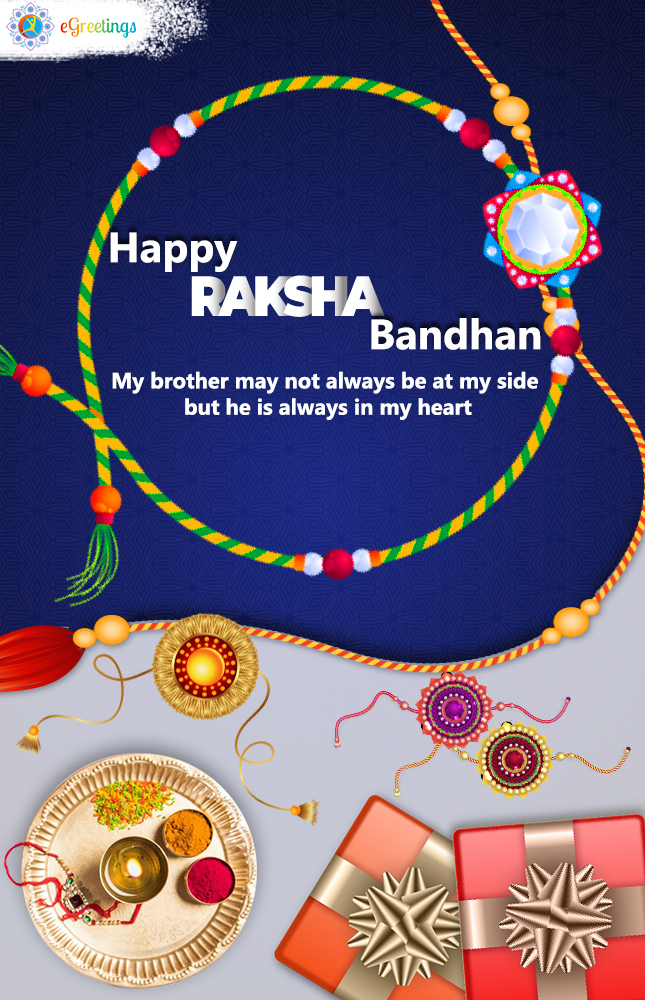 eGreetings
Happy
RAKSHA
Bandhan
My brother may not always be at my side
but he is always in my heart